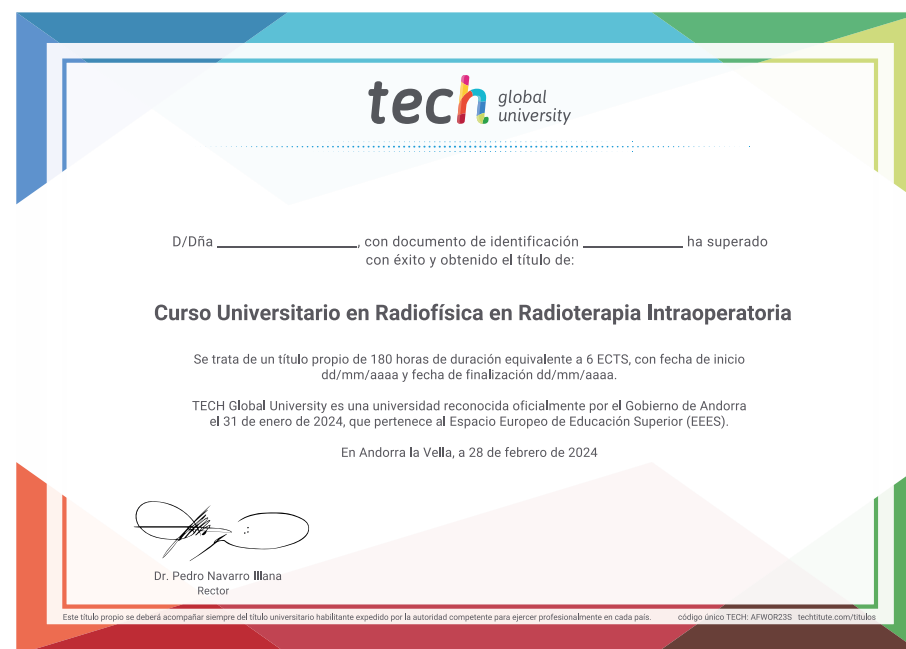 tech global university
D/Dña ____________, con documento de identificación ____________ ha superado
con éxito y obtenido el título de:
Curso Universitario en Radiofísica en Radioterapia Intraoperatoria
Se trata de un título propio de 180 horas de duración equivalente a 6 ECTS, con fecha de inicio
dd/mm/aaaa y fecha de finalización dd/mm/aaaa.
TECH Global University es una universidad reconocida oficialmente por el Gobierno de Andorra
el 31 de enero de 2024, que pertenece al Espacio Europeo de Educación Superior (EEES).
En Andorra la Vella, a 28 de febrero de 2024
Dr. Pedro Navarro Illana
Rector
Este título propio se deberá acompañar siempre del título universitario habilitante expedido por la autoridad competente para ejercer profesionalmente en cada país. código único TECH: AFWOR23S techtitute.com/titulos